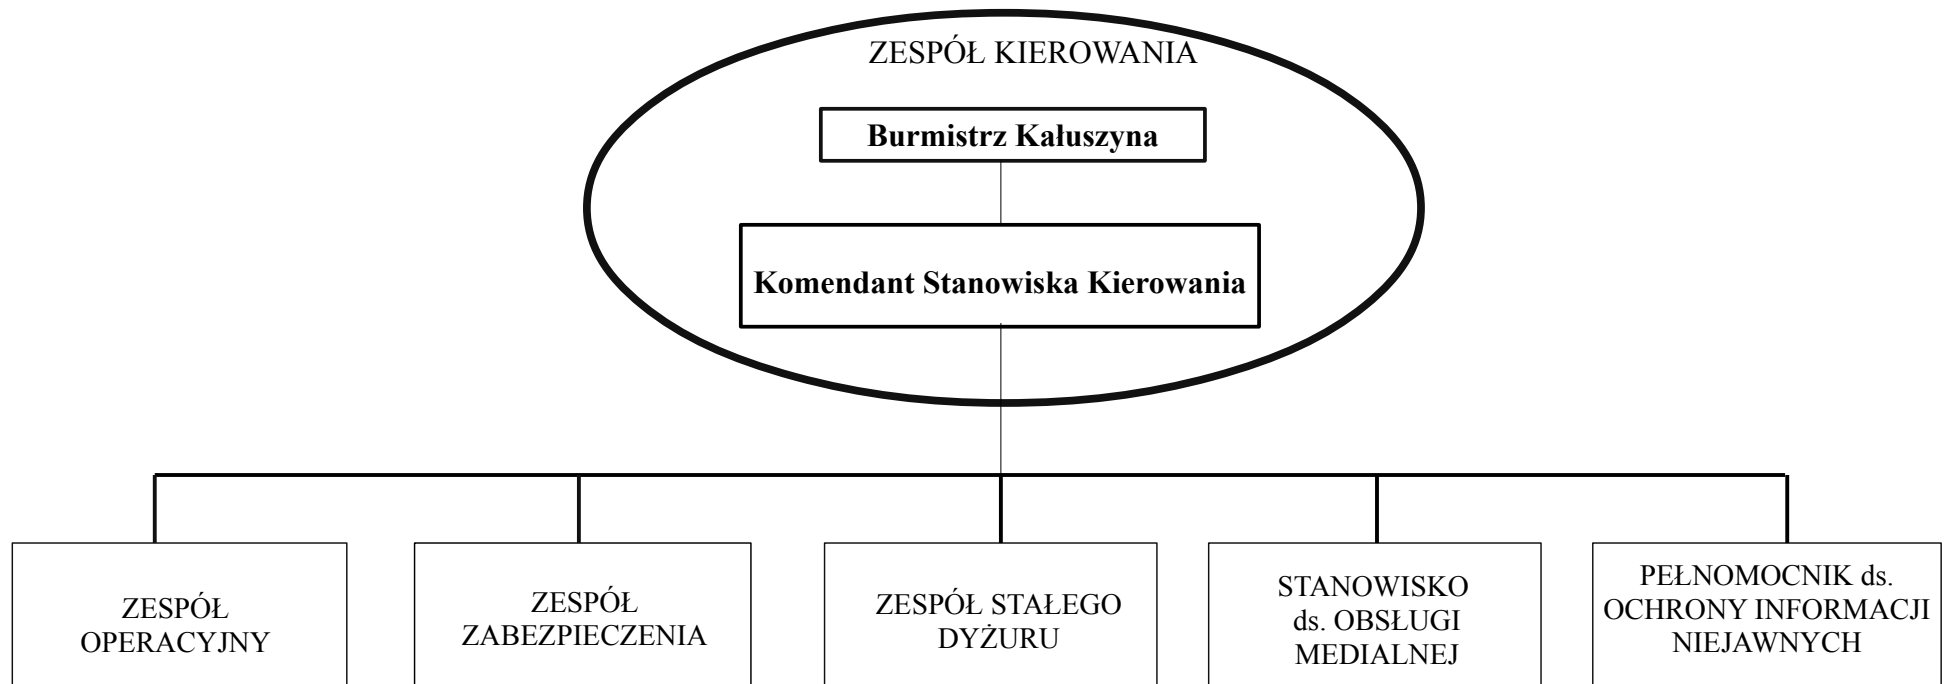 ZESPÓŁ KIEROWANIA
Burmistrz Kałuszyna
Komendant Stanowiska Kierowania
ZESPÓŁ
OPERACYJNY
ZESPÓŁ
ZABEZPIECZENIA
ZESPÓŁ STAŁEGO
DYŻURU
STANOWISKO
ds. OBSŁUGI
MEDIALNEJ
PEŁNOMOCNIK ds.
OCHRONY INFORMACJI
NIEJAWNYCH